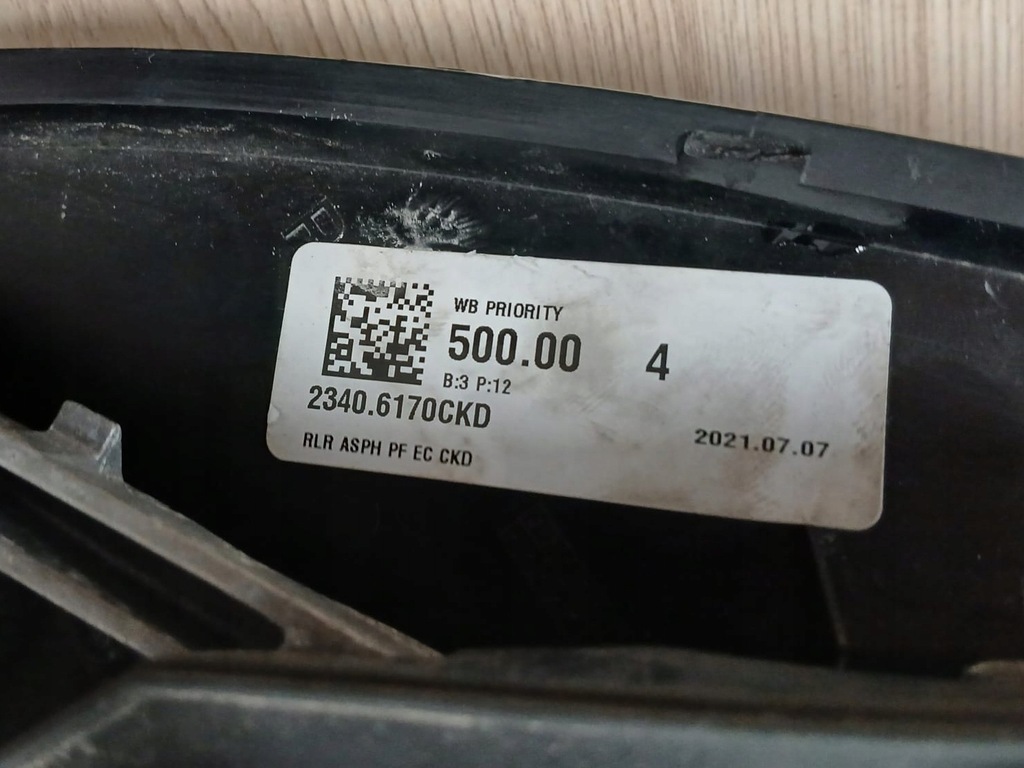 WB PRIORITY
500.00 4
B:3 P:12
2340.6170CKD
2021.07.07
RLR ASPH PF EC CKD